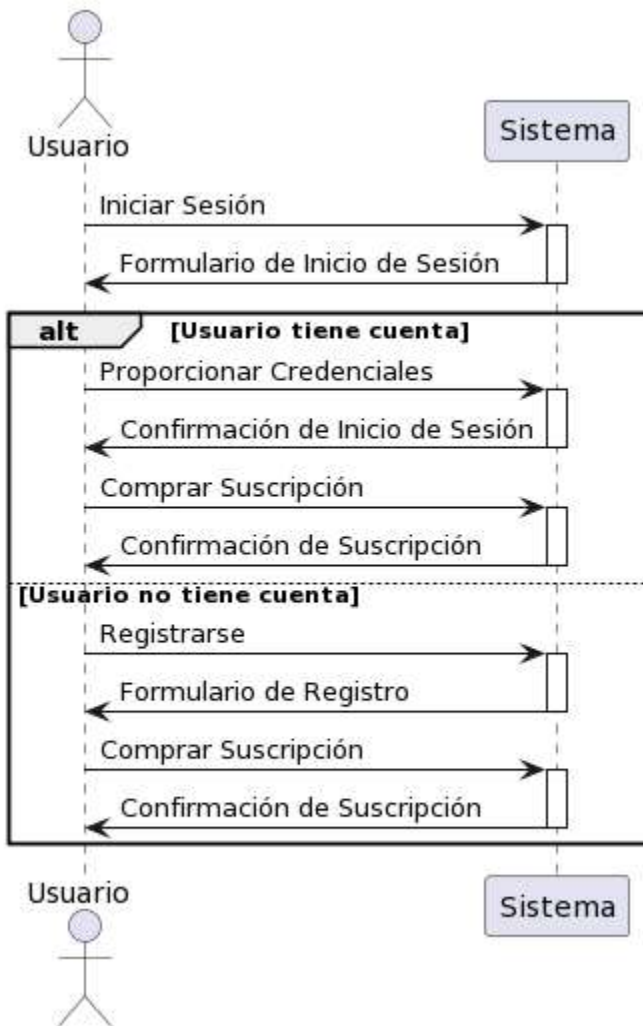 Usuario
Sistema
Iniciar Sesión
Formulario de Inicio de Sesión
alt [Usuario tiene cuenta]
Proporcionar Credenciales
Confirmación de Inicio de Sesión
Comprar Suscripción
Confirmación de Suscripción
[Usuario no tiene cuenta]
Registrarse
Formulario de Registro
Comprar Suscripción
Confirmación de Suscripción
Usuario
Sistema